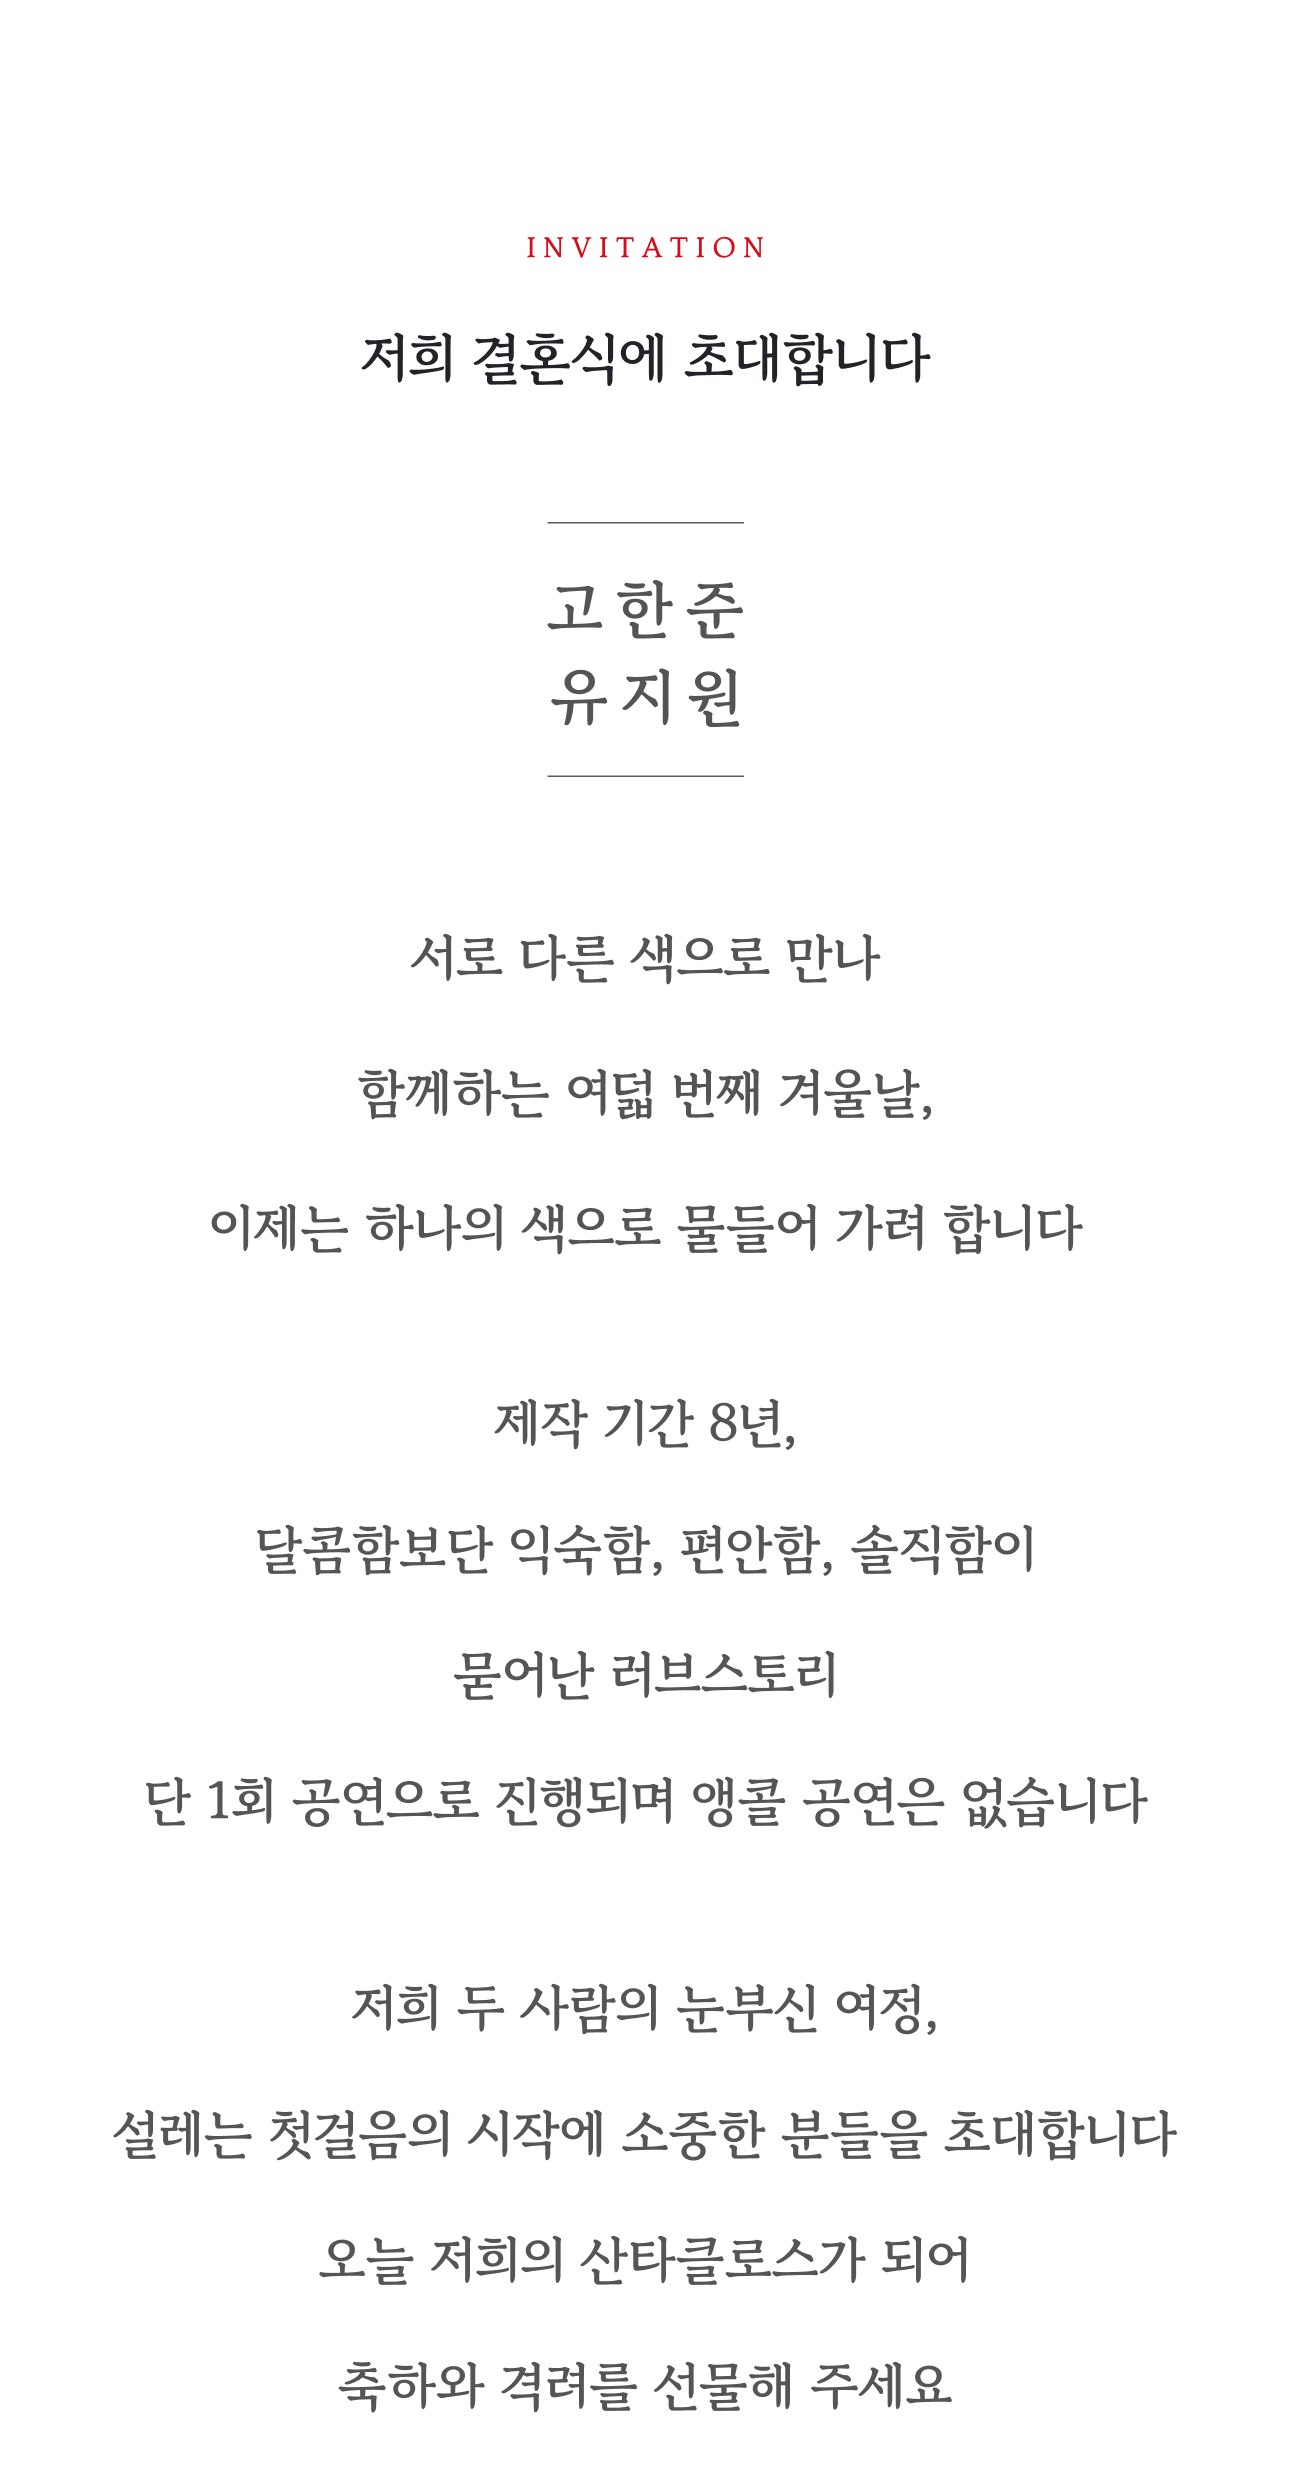 INVITATION
저희 결혼식에 초대합니다
고한준
유지원
서로 다른 색으로 만나
함께하는 여덟 번째 겨울날,
이제는 하나의 색으로 물들어 가려 합니다
제작 기간 8년,
달콤함보단 익숙함, 편안함, 솔직함이
묻어난 러브스토리
단 1회 공연으로 진행되며 앵콜 공연은 없습니다
저희 두 사람의 눈부신 여정,
설레는 첫걸음의 시작에 소중한 분들을 초대합니다
오늘 저희의 산타클로스가 되어
축하와 격려를 선물해 주세요